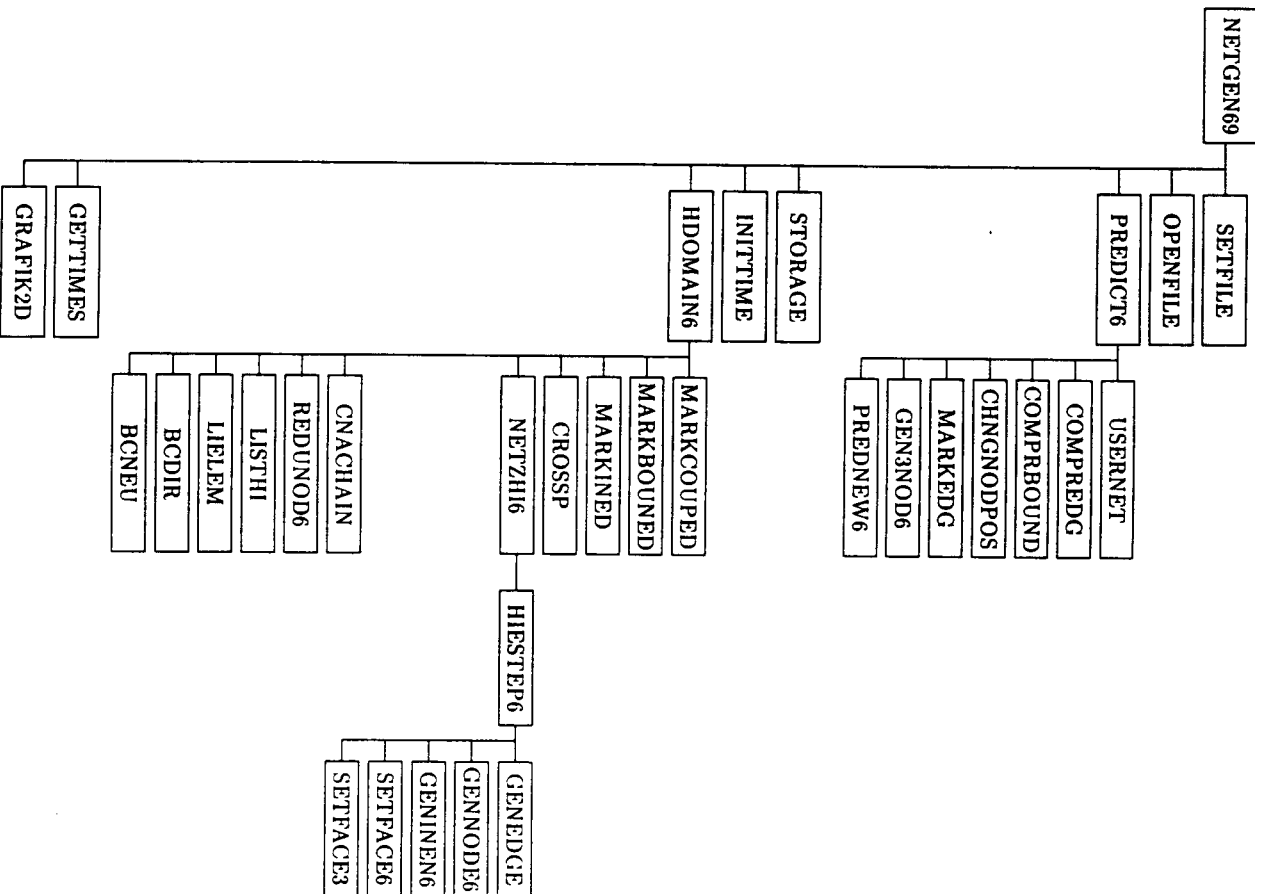 NETGEN69
SETFILE
OPENFILE
PREDICT6
USERNET
COMPREDG
COMPRBOUND
CHNGNODPOS
MARKEDG
GEN3NOD6
PREDNEW6
STORAGE
INITTIME
HDOMAIN6
MARKCOUPED
MARKBOUNED
MARKINED
CROSSP
NETZHI6
HIESTEP6
GENEDGE
GENNODE6
GENINEN6
SETFACE6
SETFACE3
CNACHAIN
REDUNOD6
LISTHI
LIELEM
BCDIR
BCNEU
GETTIMES
GRAFIK2D